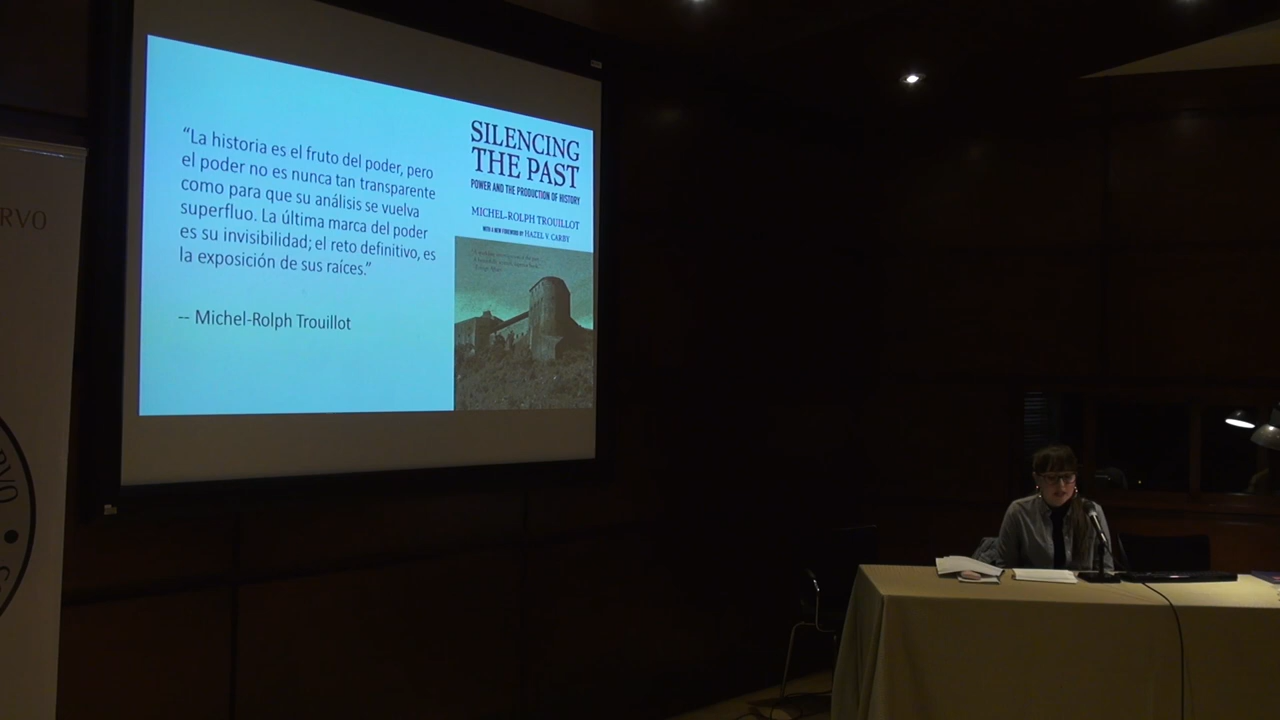 RVO
“La historia es el fruto del poder, pero
el poder no es nunca tan transparente
como para que su análisis se vuelva
superfluo. La última marca del poder
es su invisibilidad; el reto definitivo, es
la exposición de sus raíces.”
-- Michel-Rolph Trouillot
SILENCING
THE PAST
POWER AND THE PRODUCTION OF HISTORY
MICHEL-ROLPH TROUILLOT
WITH A NEW FOREWORD BY HAZEL V. CARBY